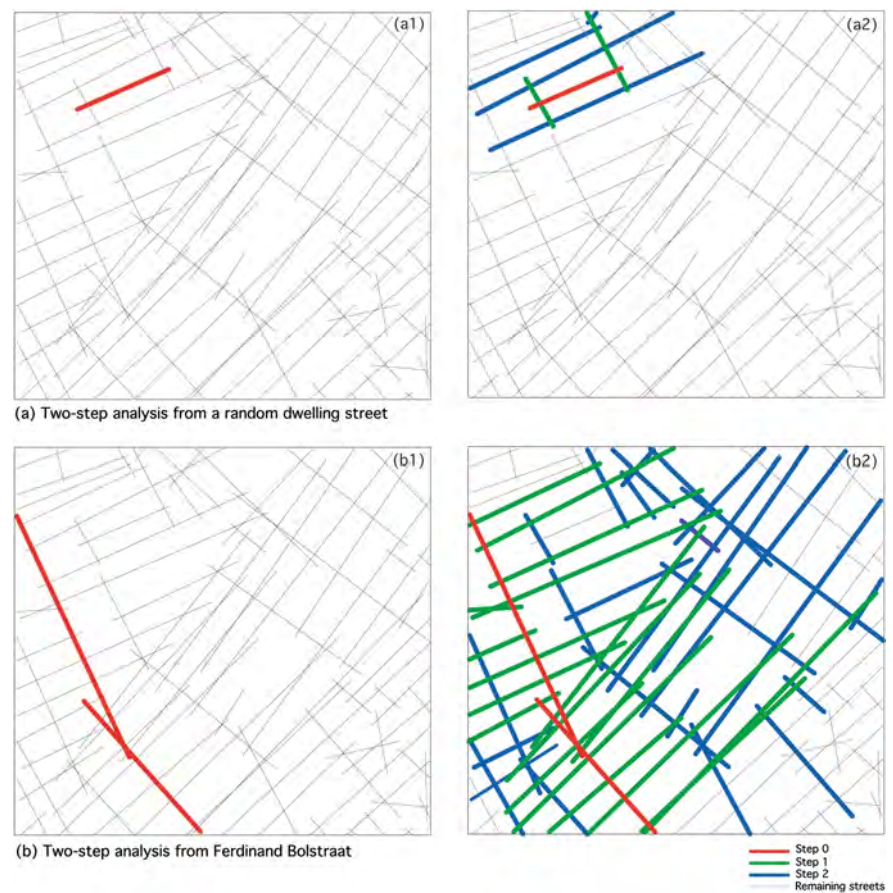 (a1)
(a2)
(a) Two-step analysis from a random dwelling street
(b1)
(b2)
(b) Two-step analysis from Ferdinand Bolstraat
Step 0
Step 1
Step 2
Remaining streets